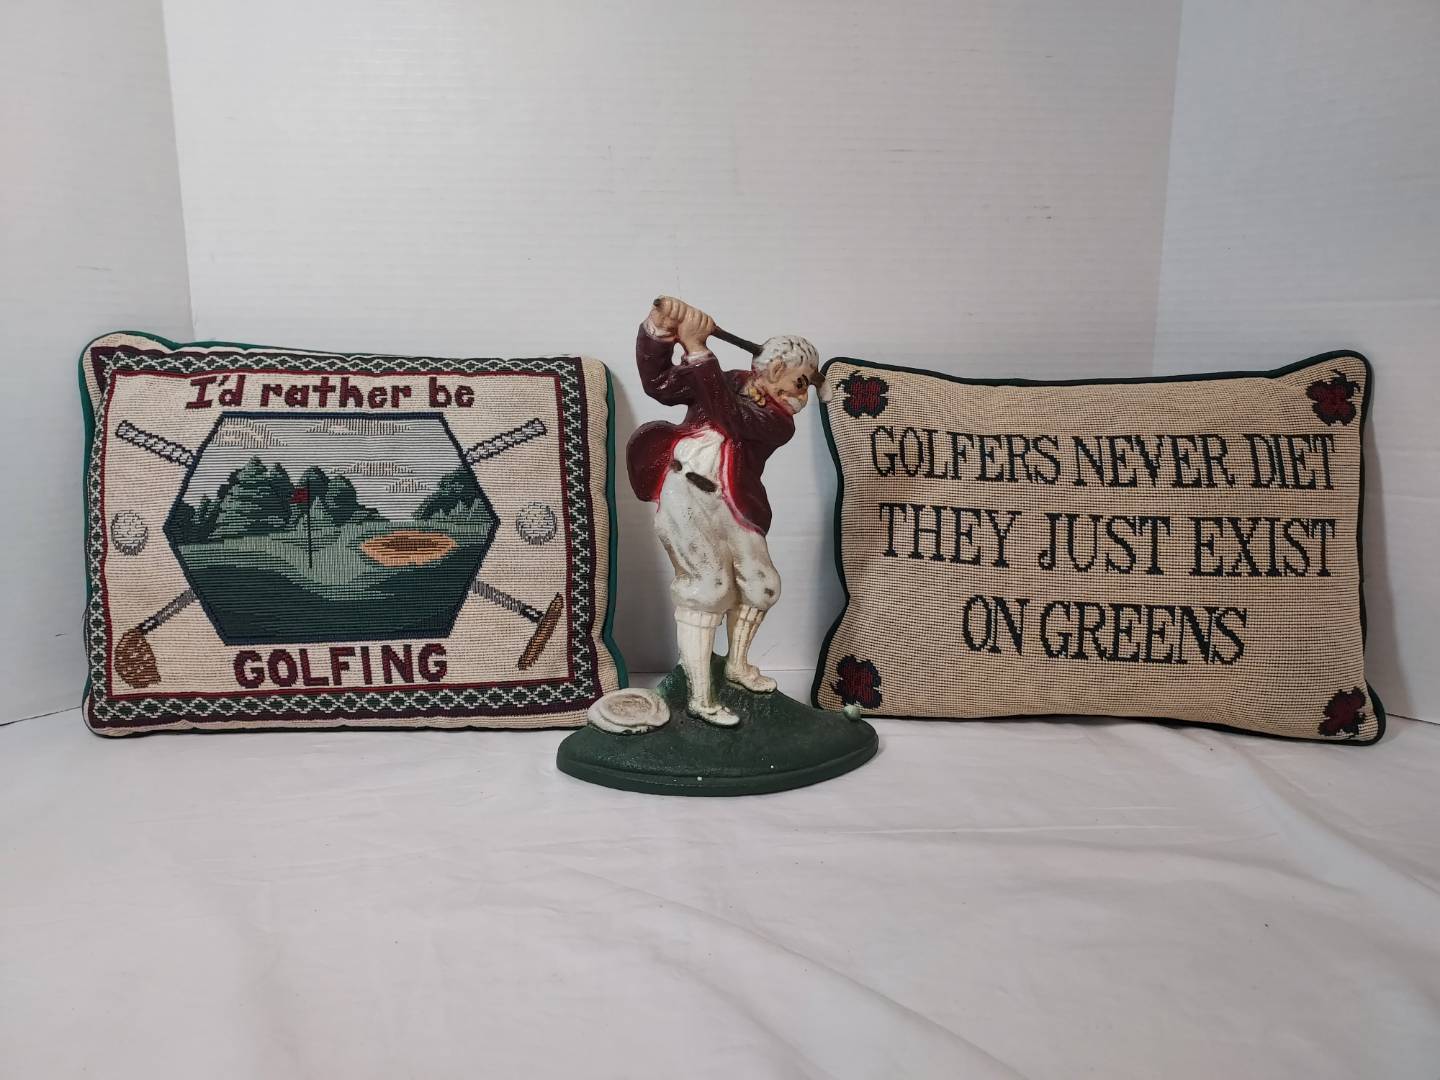 I'd rather be
GOLFING
GOLFERS NEVER DIET
THEY JUST EXIST
ON GREENS